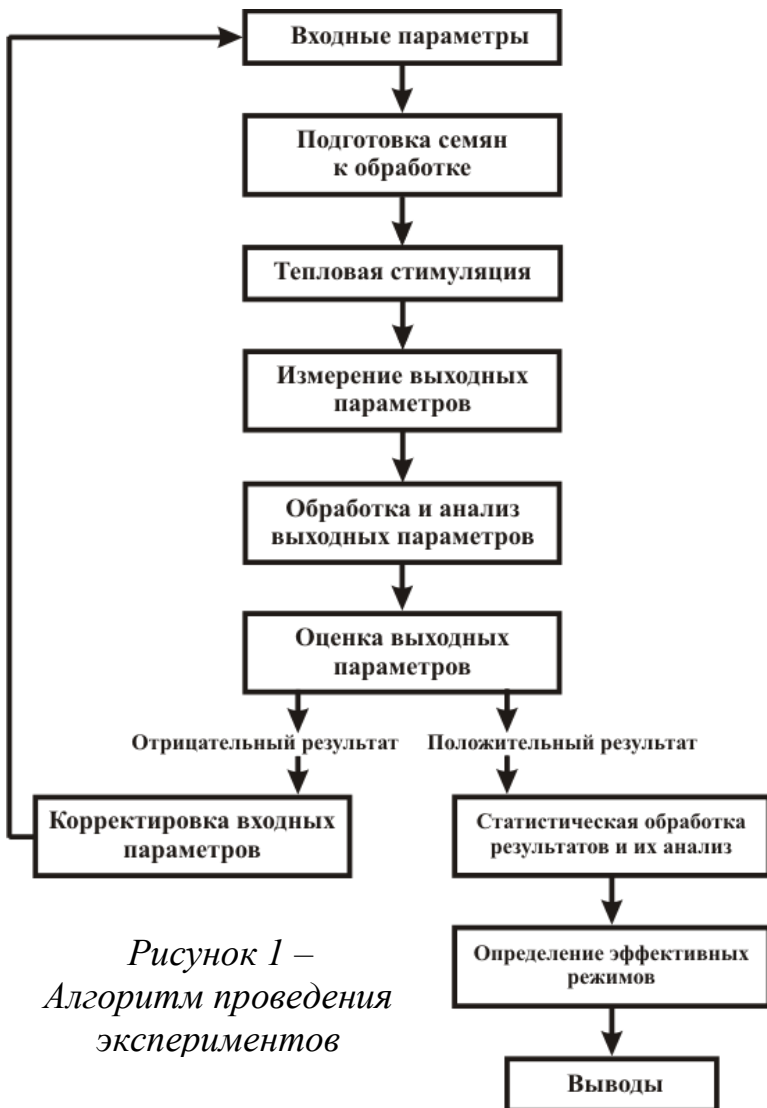 Входные параметры
Подготовка семян
к обработке
Тепловая стимуляция
Измерение выходных
параметров
Обработка и анализ
выходных параметров
Оценка выходных
параметров
Отрицательный результат
Положительный результат
Корректировка входных
параметров
Статистическая обработка
результатов и их анализ
Определение эффективных
режимов
Выводы
Рисунок 1 –
Алгоритм проведения
экспериментов